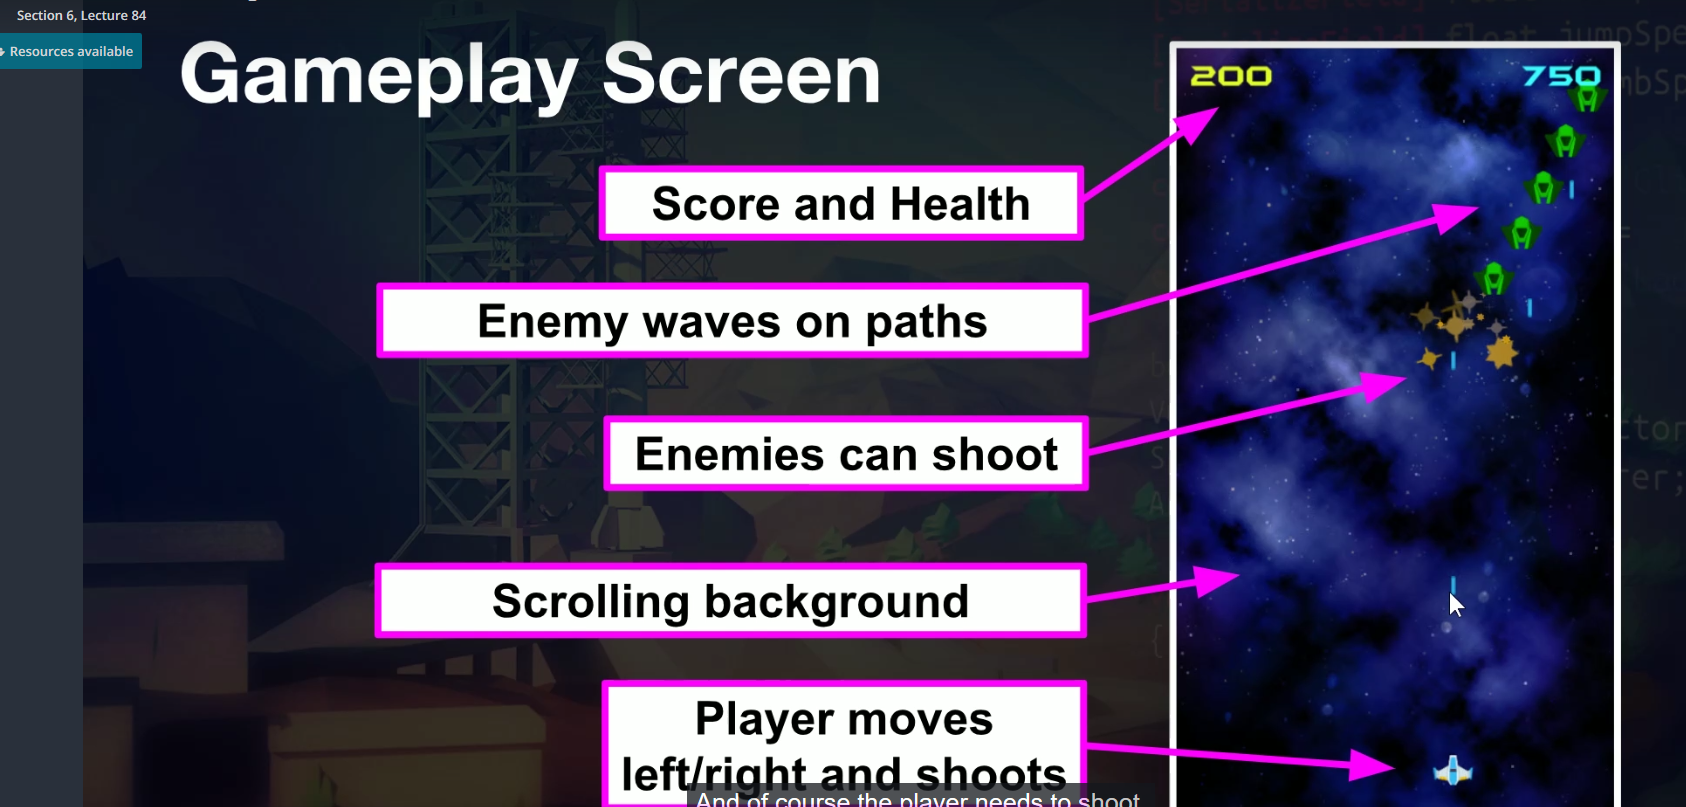 Section 6, Lecture 84
Resources available
Gameplay Screen
200
750
Score and Health
Enemy waves on paths
Enemies can shoot
Scrolling background
Player moves
left/right and shoots
And of course the player needs to shoot